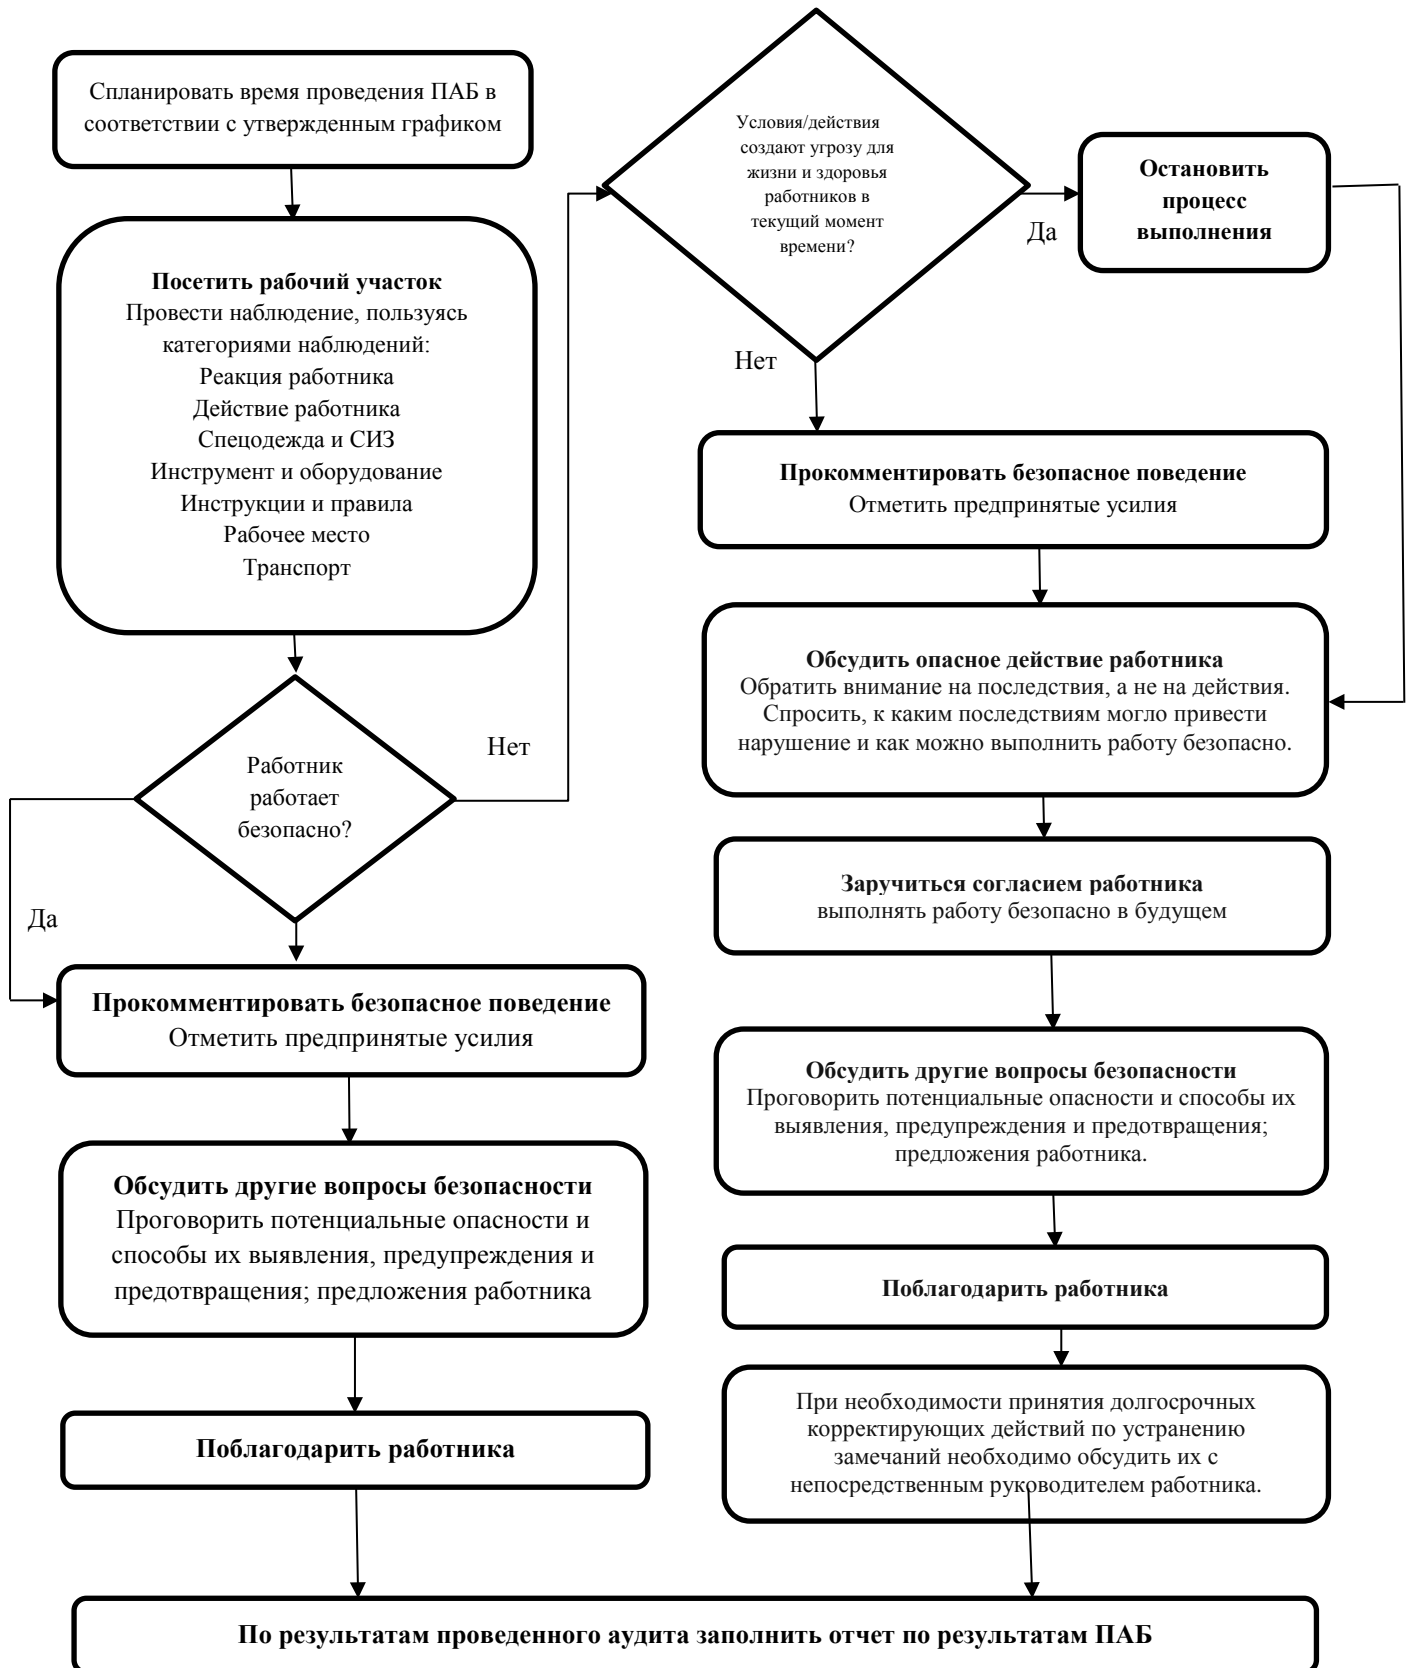 Спланировать время проведения ПАБ в
соответствии с утвержденным графиком
Посетить рабочий участок
Провести наблюдение, пользуясь
категориями наблюдений:
Реакция работника
Действие работника
Спецодежда и СИЗ
Инструмент и оборудование
Инструкции и правила
Рабочее место
Транспорт
Работник
работает
безопасно?
Нет
Да
Прокомментировать безопасное поведение
Отметить предпринятые усилия
Обсудить другие вопросы безопасности
Проговорить потенциальные опасности и
способы их выявления, предупреждения и
предотвращения; предложения работника
Поблагодарить работника
Условия/действия
создают угрозу для
жизни и здоровья
работников в
текущий момент
времени?
Да
Нет
Остановить
процесс
выполнения
Прокомментировать безопасное поведение
Отметить предпринятые усилия
Обсудить опасное действие работника
Обратить внимание на последствия, а не на действия.
Спросить, к каким последствиям могло привести
нарушение и как можно выполнить работу безопасно.
Заручиться согласием работника
выполнять работу безопасно в будущем
Обсудить другие вопросы безопасности
Проговорить потенциальные опасности и способы их
выявления, предупреждения и предотвращения;
предложения работника.
Поблагодарить работника
При необходимости принятия долгосрочных
корректирующих действий по устранению
замечаний необходимо обсудить их с
непосредственным руководителем работника.
По результатам проведенного аудита заполнить отчет по результатам ПАБ